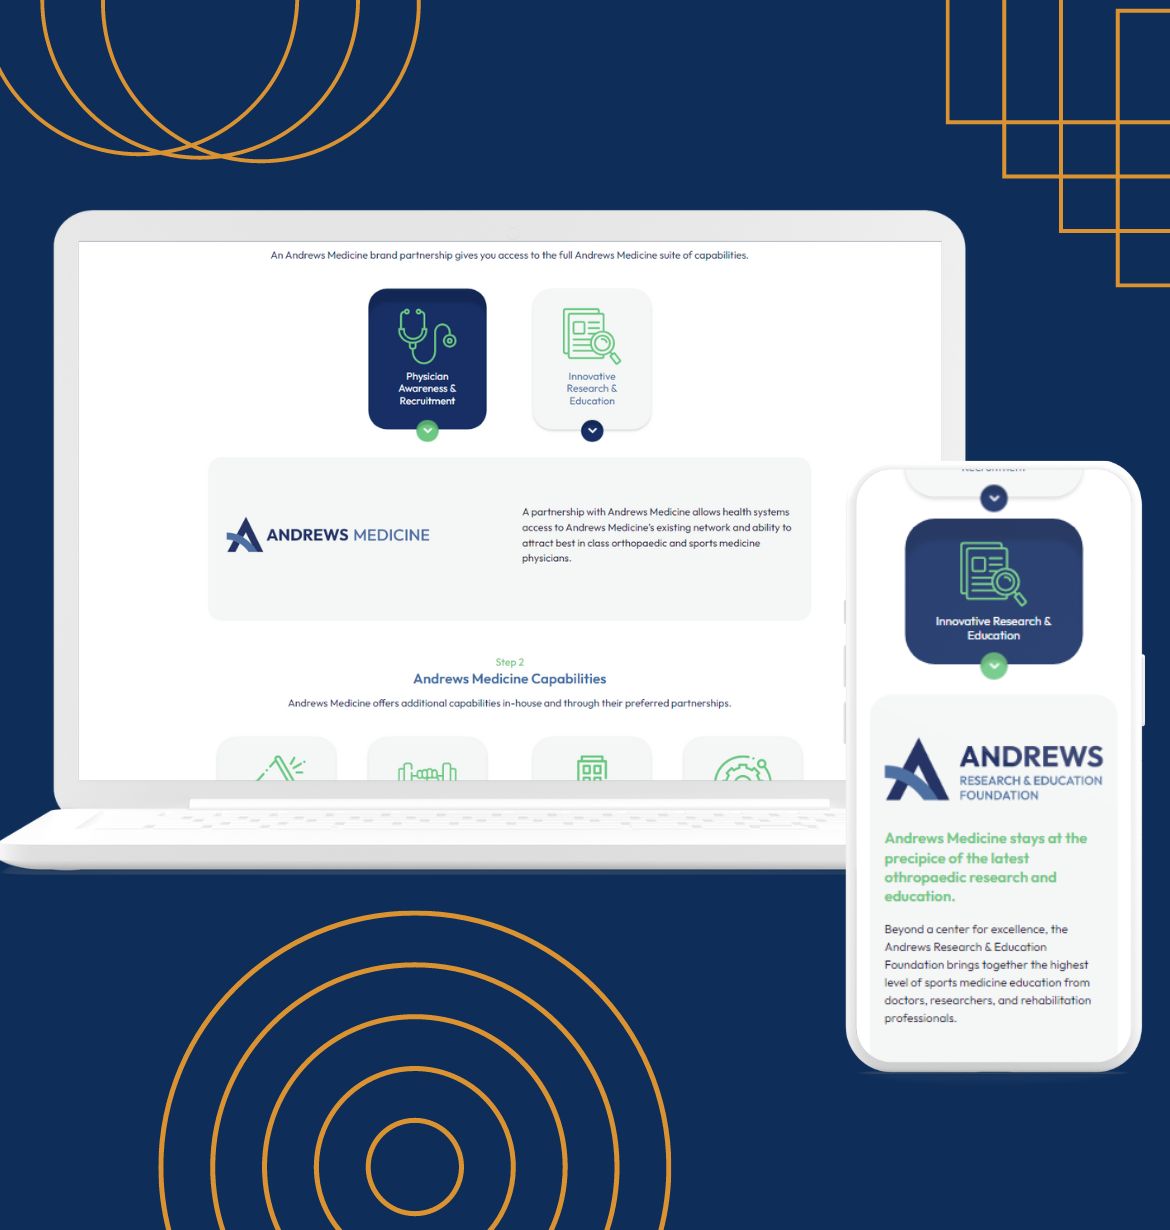 An Andrews Medicine brand partnership gives you access to the full Andrews Medicine suite of capabilities.
Physician
Awareness &
Recruitment
Innovative
Research &
Education
ANDREWS MEDICINE
A partnership with Andrews Medicine allows health systems
access to Andrews Medicine's existing network and ability to
attract best in class orthopaedic and sports medicine
physicians.
Step 2
Andrews Medicine Capabilities
Andrews Medicine offers additional capabilities in-house and through their preferred partnerships.
Innovative Research &
Education
ANDREWS
RESEARCH & EDUCATION
FOUNDATION
Andrews Medicine stays at the
precipice of the latest
othropaedic research and
education.
Beyond a center for excellence, the
Andrews Research & Education
Foundation brings together the highest
level of sports medicine education from
doctors, researchers, and rehabilitation
professionals.